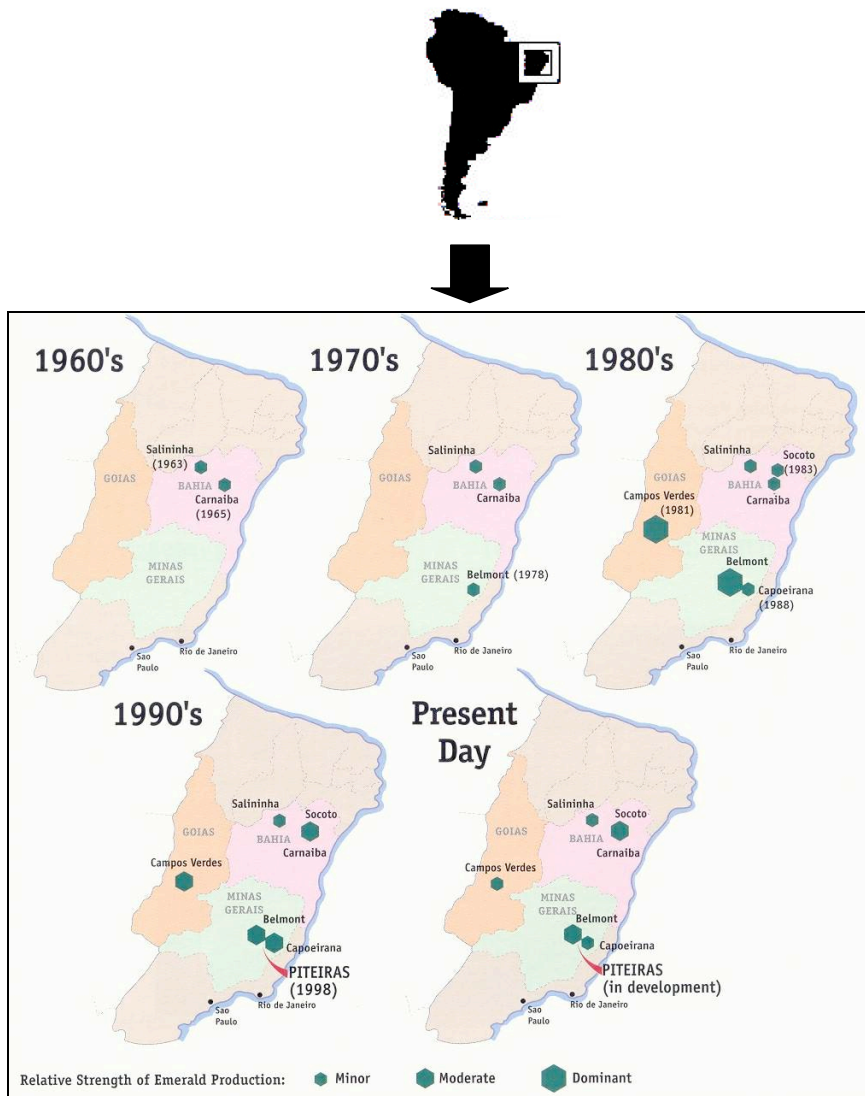 1960's
Salininha
(1963)
GOIAS
BAHIA
Carnaiba
(1965)
MINAS
GERAIS
Sao
Paulo
Rio de Janeiro
1970's
Salininha
GOIAS
BAHIA
Carnaiba
MINAS
GERAIS
Belmont (1978)
Sao
Paulo
Rio de Janeiro
1980's
Salininha
Socoto
(1983)
GOIAS
BAHIA
Carnaiba
Campos Verdes
(1981)
MINAS
GERAIS
Belmont
Capoeirana
(1988)
Sao
Paulo
Rio de Janeiro
1990's
Salininha
Socoto
GOIAS
BAHIA
Carnaiba
Campos Verdes
MINAS
GERAIS
Belmont
Capoeirana
PITEIRAS
(1998)
Sao
Paulo
Rio de Janeiro
Present
Day
Salininha
Socoto
GOIAS
BAHIA
Carnaiba
Campos Verdes
MINAS
GERAIS
Belmont
Capoeirana
PITEIRAS
(in development)
Sao
Paulo
Rio de Janeiro
Relative Strength of Emerald Production: Minor Moderate Dominant